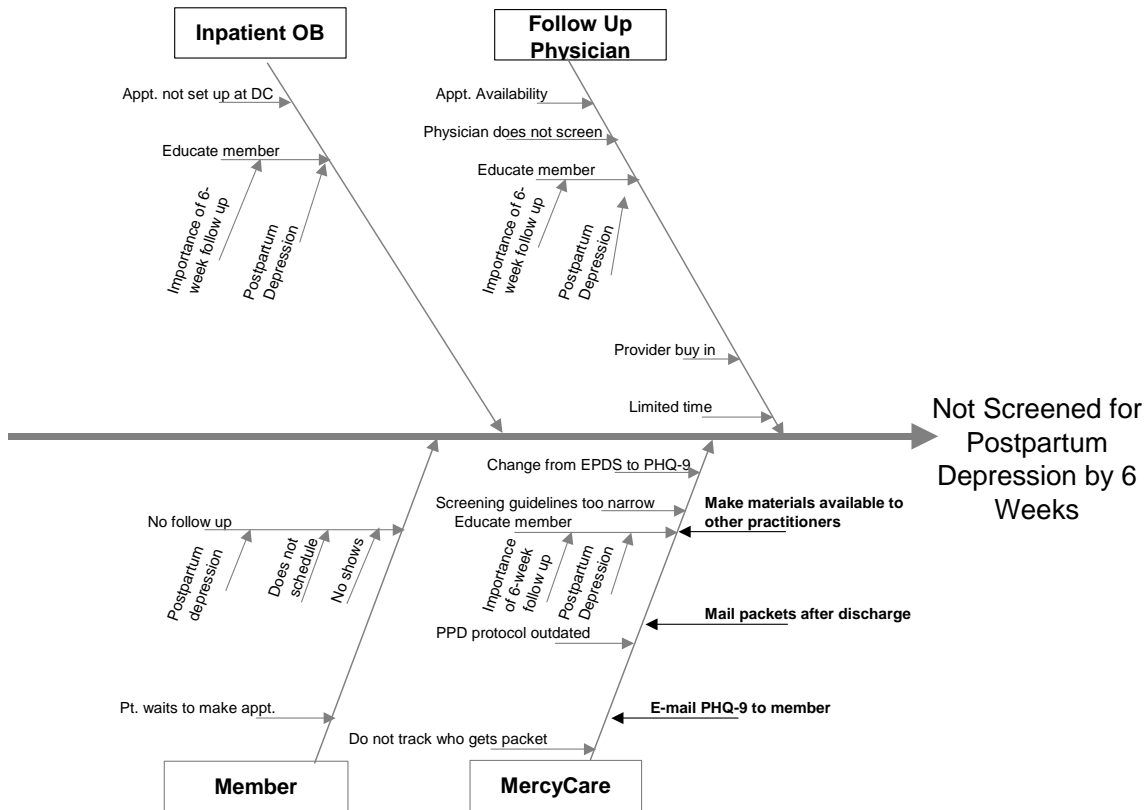 Inpatient OB
Follow Up
Physician
Appt. not set up at DC
Educate member
Importance of 6-
week follow up
Postpartum
Depression
Appt. Availability
Physician does not screen
Educate member
Importance of 6-
week follow up
Postpartum
Depression
Provider buy in
Limited time
Not Screened for
Postpartum
Depression by 6
Weeks
No follow up
Postpartum
depression
Does not
schedule
No shows
Pt. waits to make appt.
Member
Change from EPDS to PHQ-9
Screening guidelines too narrow
Educate member
Importance
of 6-week
follow up
Postpartum
Depression
PPD protocol outdated
Do not track who gets packet
Make materials available to
other practitioners
Mail packets after discharge
E-mail PHQ-9 to member
MercyCare